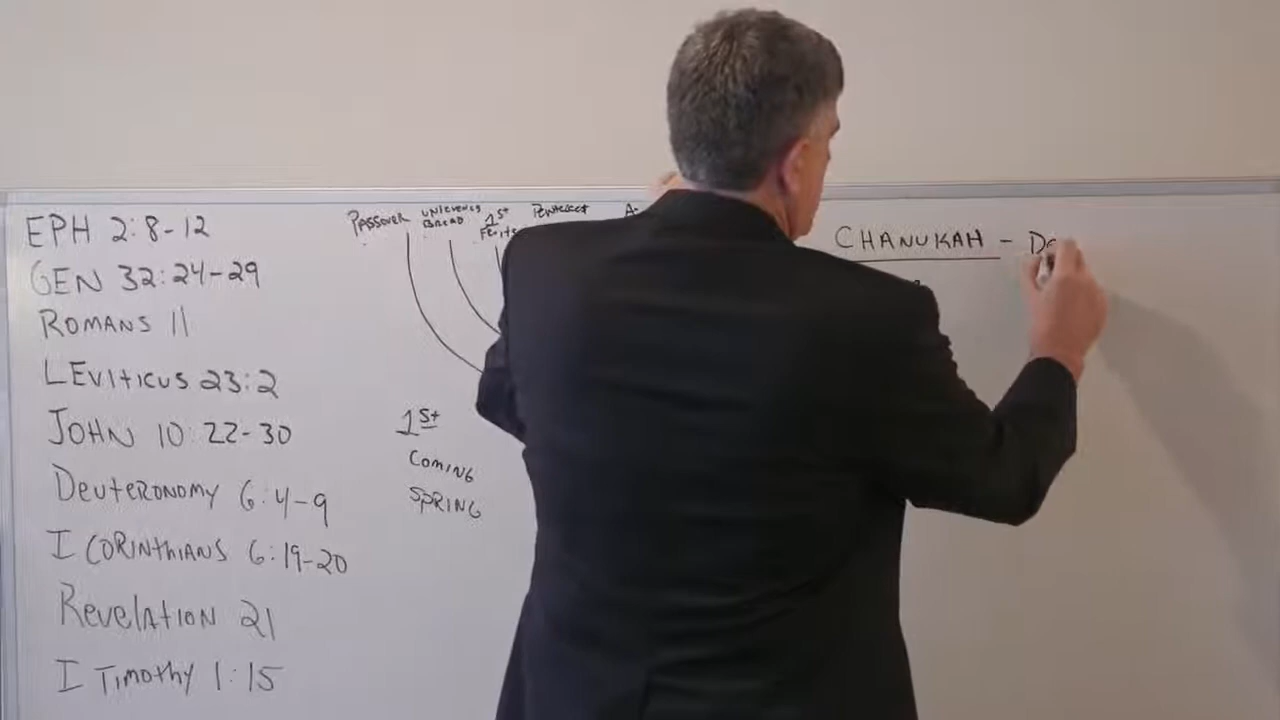 EPH 2:8-12
GEN 32:24-29
ROMANS 11
LEVITICUS 23:2
JOHN 10:22-30
DEUTERONOMY 6:4-9
I CORINTHIANS 6:19-20
REVELATION 21
I TIMOTHY 1:15
PASSOVER
BREAD
1st
FRUITS
PENTECOST
1st
COMING
SPRING
CHANUKAH -